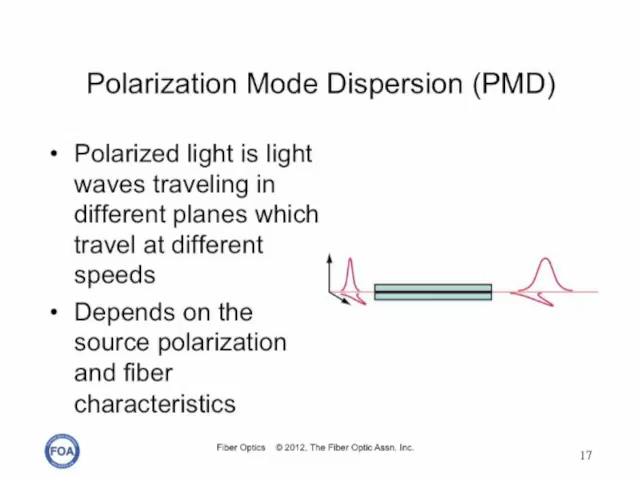 Polarization Mode Dispersion (PMD)
• Polarized light is light
waves traveling in
different planes which
travel at different
speeds
• Depends on the
source polarization
and fiber
characteristics
FOA
Fiber Optics © 2012, The Fiber Optic Assn. Inc.
17